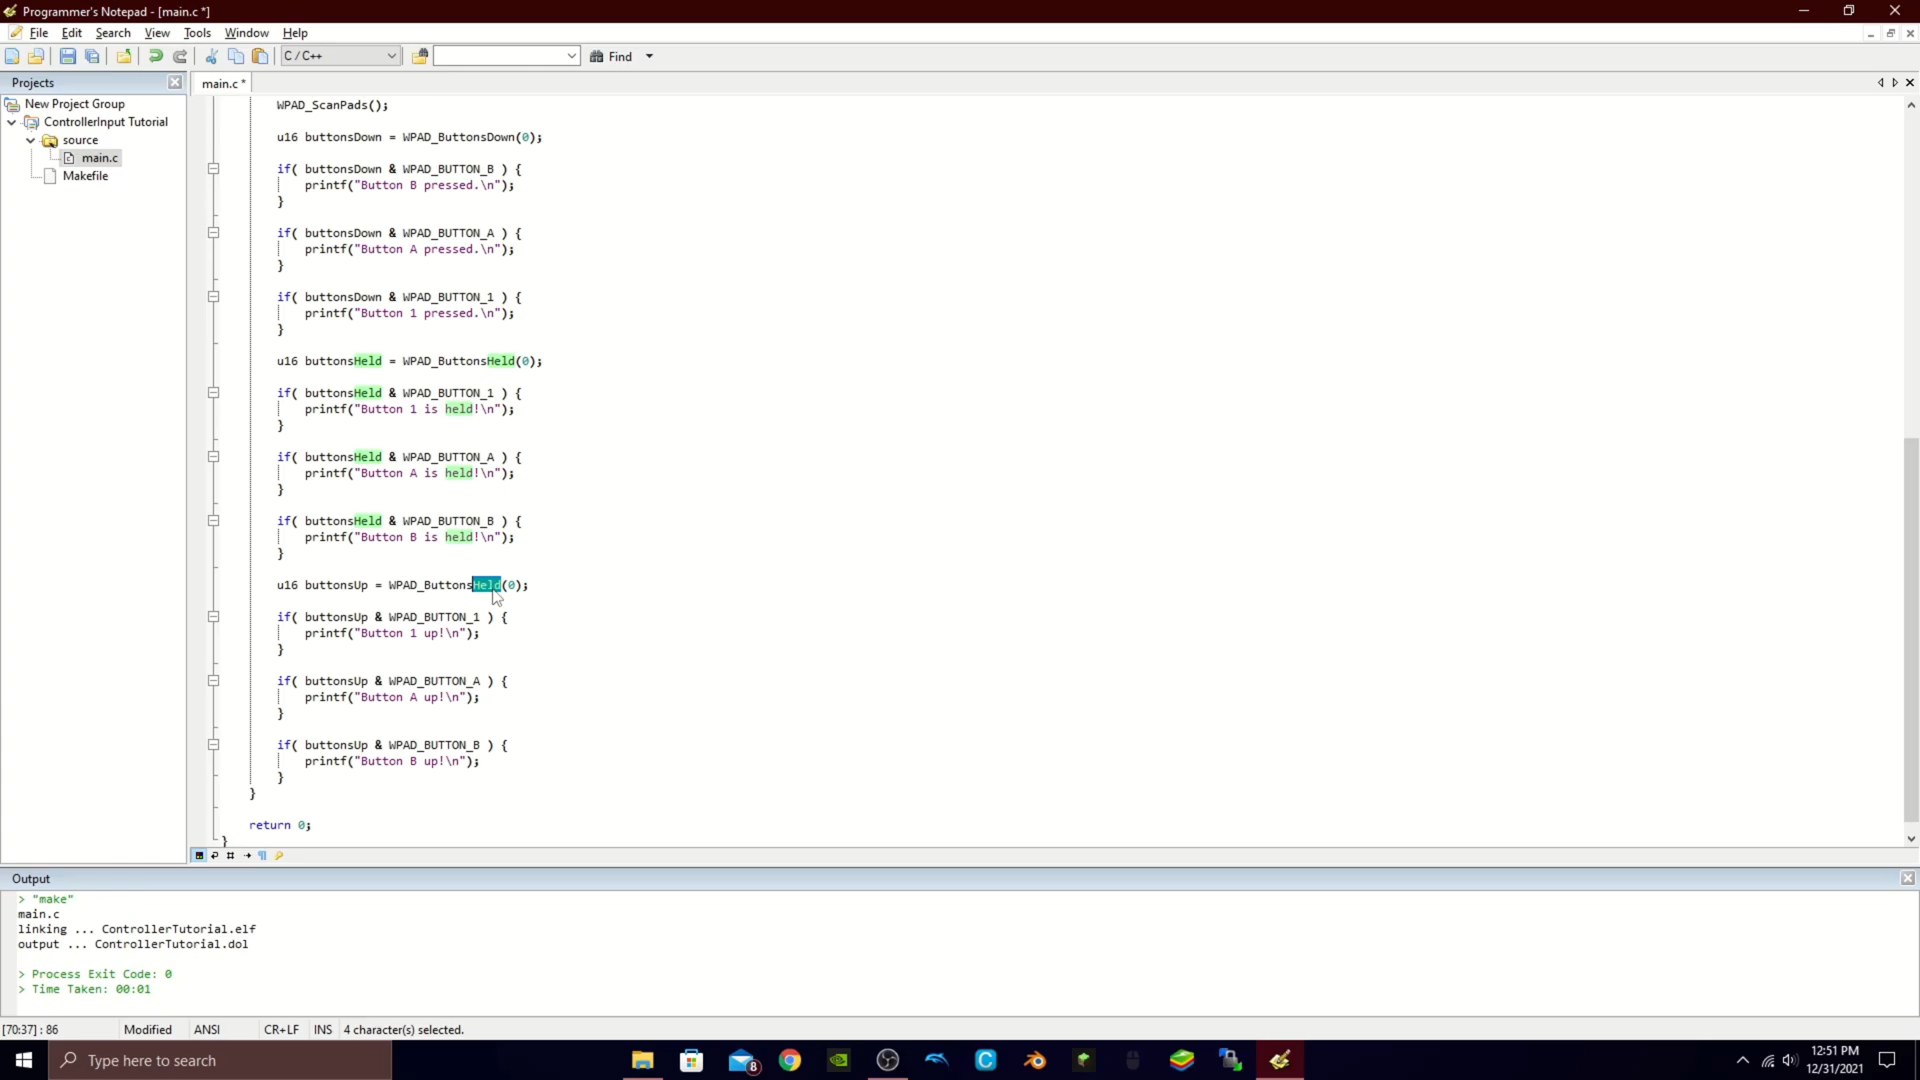 Programmer's Notepad - [main.c *]
File Edit Search View Tools Window Help
C / C++
Find
Projects
main.c *
New Project Group
ControllerInput Tutorial
source
main.c
Makefile
WPAD_ScanPads();
u16 buttonsDown = WPAD_ButtonsDown(0);
if( buttonsDown & WPAD_BUTTON_B ) {
printf("Button B pressed.\n");
}
if( buttonsDown & WPAD_BUTTON_A ) {
printf("Button A pressed.\n");
}
if( buttonsDown & WPAD_BUTTON_1 ) {
printf("Button 1 pressed.\n");
}
u16 buttonsHeld = WPAD_ButtonsHeld(0);
if( buttonsHeld & WPAD_BUTTON_1 ) {
printf("Button 1 is held!\n");
}
if( buttonsHeld & WPAD_BUTTON_A ) {
printf("Button A is held!\n");
}
if( buttonsHeld & WPAD_BUTTON_B ) {
printf("Button B is held!\n");
}
u16 buttonsUp = WPAD_ButtonsHeld(0);
if( buttonsUp & WPAD_BUTTON_1 ) {
printf("Button 1 up!\n");
}
if( buttonsUp & WPAD_BUTTON_A ) {
printf("Button A up!\n");
}
if( buttonsUp & WPAD_BUTTON_B ) {
printf("Button B up!\n");
}
}
return 0;
}
Output
> "make"
main.c
linking ... ControllerTutorial.elf
output ... ControllerTutorial.dol
> Process Exit Code: 0
> Time Taken: 00:01
[70:37] : 86 Modified ANSI CR+LF INS 4 character(s) selected.
Type here to search
8
12:51 PM
12/31/2021